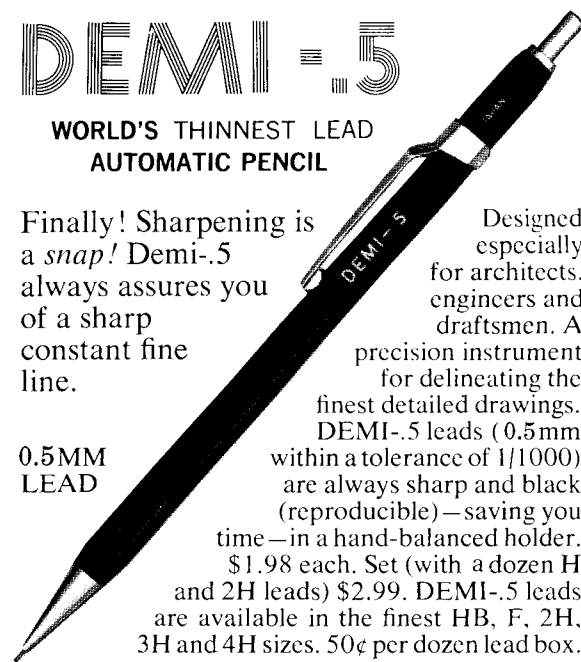 DEMI-.5
WORLD'S THINNEST LEAD
AUTOMATIC PENCIL
Finally! Sharpening is
a snap! Demi-.5
always assures you
of a sharp
constant fine
line.
0.5MM
LEAD
JAPAN
DEMI-5
Designed
especially
for architects.
engineers and
draftsmen. A
precision instrument
for delineating the
finest detailed drawings.
DEMI-.5 leads (0.5mm
within a tolerance of 1/1000)
are always sharp and black
(reproducible)—saving you
time—in a hand-balanced holder.
$1.98 each. Set (with a dozen H
and 2H leads) $2.99. DEMI-.5 leads
are available in the finest HB, F, 2H,
3H and 4H sizes. 50¢ per dozen lead box.